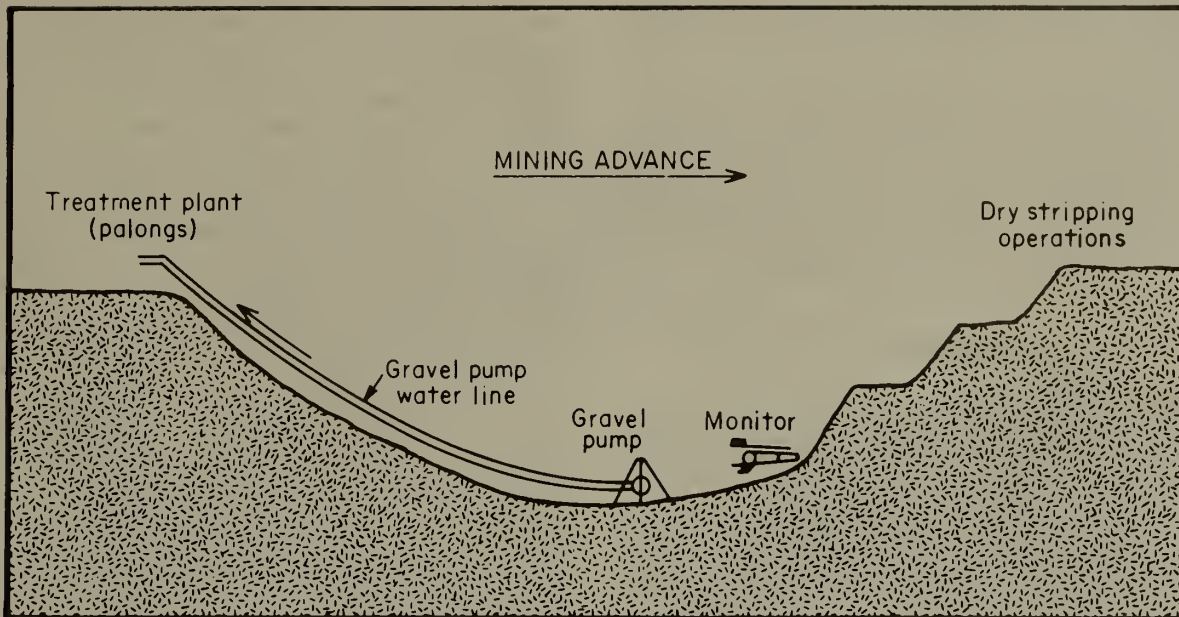 MINING ADVANCE
Treatment plant
(palongs)
Dry stripping
operations
Gravel pump
water line
Gravel
pump
Monitor